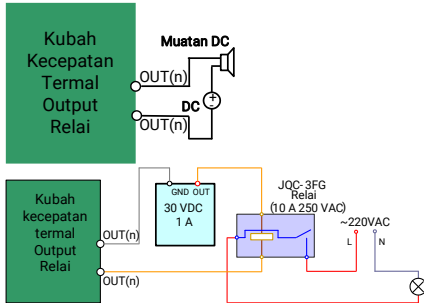 Kubah
Kecepatan
Termal
Output
Relai
Muatan DC
OUT(n)
DC
+
-
OUT(n)
Kubah
kecepatan
termal
Output
Relai
OUT(n)
OUT(n)
GND OUT
30 VDC
1 A
JQC-3FG
Relai
(10 A 250 VAC)
~220VAC
L
N